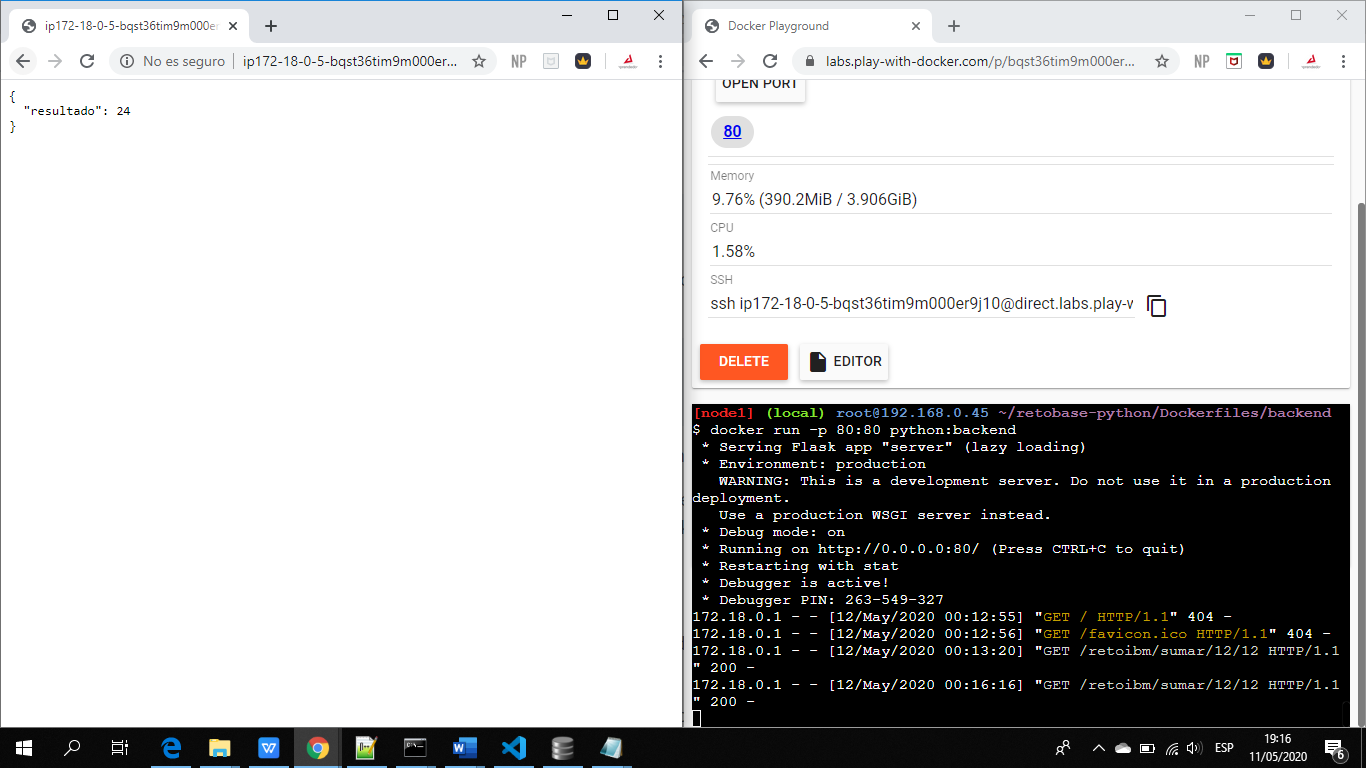 ip172-18-0-5-bqst36tim9m000er
No es seguro | ip172-18-0-5-bqst36tim9m000er...
NP
{
"resultado": 24
}
Docker Playground
labs.play-with-docker.com/p/bqst36tim9m000er...
NP
OPEN PORT
80
Memory
9.76% (390.2MiB / 3.906GiB)
CPU
1.58%
SSH
ssh ip172-18-0-5-bqst36tim9m000er9j10@direct.labs.play-w
DELETE
EDITOR
[node1] (local) root@192.168.0.45 ~/retobase-python/Dockerfiles/backend
$ docker run -p 80:80 python:backend
* Serving Flask app "server" (lazy loading)
* Environment: production
WARNING: This is a development server. Do not use it in a production
deployment.
Use a production WSGI server instead.
* Debug mode: on
* Running on http://0.0.0.0:80/ (Press CTRL+C to quit)
* Restarting with stat
* Debugger is active!
* Debugger PIN: 263-549-327
172.18.0.1 - - [12/May/2020 00:12:55] "GET / HTTP/1.1" 404 -
172.18.0.1 - - [12/May/2020 00:12:56] "GET /favicon.ico HTTP/1.1" 404 -
172.18.0.1 - - [12/May/2020 00:13:20] "GET /retoibm/sumar/12/12 HTTP/1.1
" 200 -
172.18.0.1 - - [12/May/2020 00:16:16] "GET /retoibm/sumar/12/12 HTTP/1.1
" 200 -
ESP
19:16
11/05/2020
6